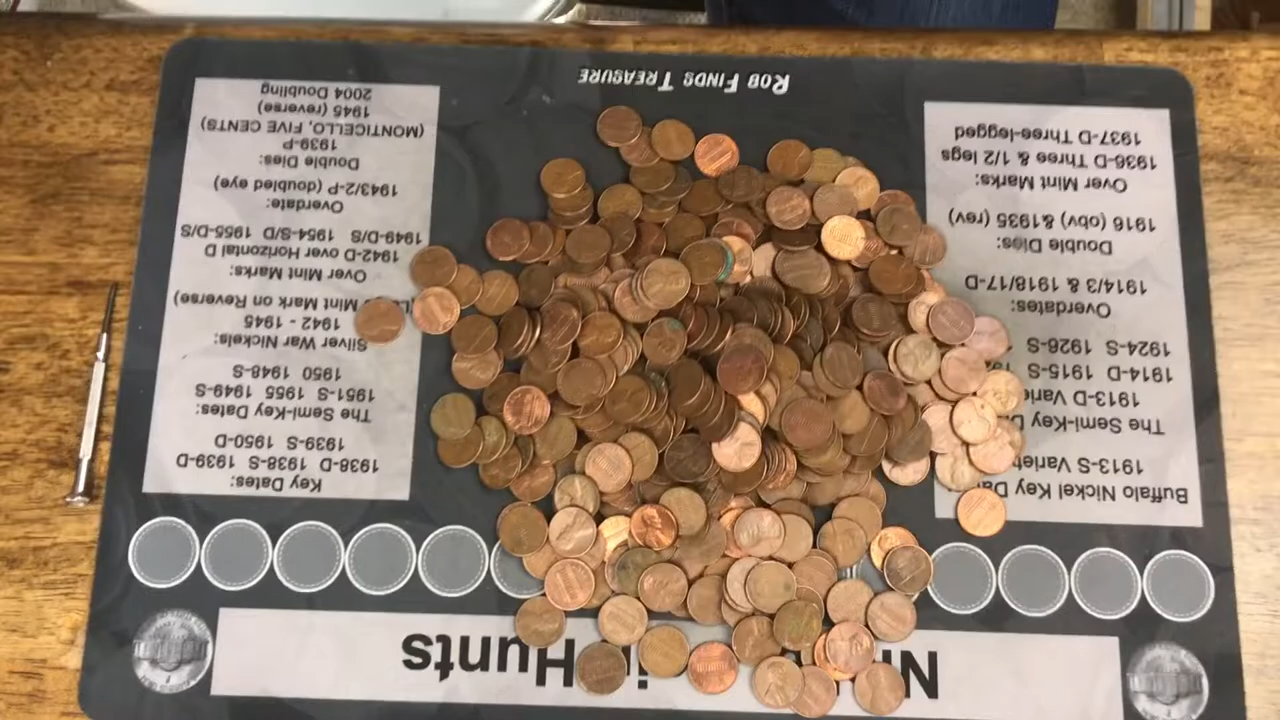 Hunts
Buffalo Nickel Key
1913-S
The Semi-Key
1913-D
1914-D 1915-S
1924-S 1926-S
Overdates:
1914/3 & 1918/17-D
Double Dies:
1916 (obv) &1935 (rev)
Over Mint Marks:
1936-D Three & 1/2 legs
1937-D Three-legged
Key Dates:
1938-D 1938-S 1939-D
1939-S 1950-D
The Semi-Key Dates:
1951-S 1955 1949-S
1950 1948-S
Silver War Nickels:
1942 - 1945
Mint Mark on Reverse)
Over Mint Marks:
1942-D over Horizontal D
1949-D/S 1954-S/D 1955-D/S
Overdate:
1943/2-P (doubled eye)
Double Dies:
1939-P
(MONTICELLO, FIVE CENTS)
1945 (reverse)
2004 Doubling
ROB FINDS TREASURE